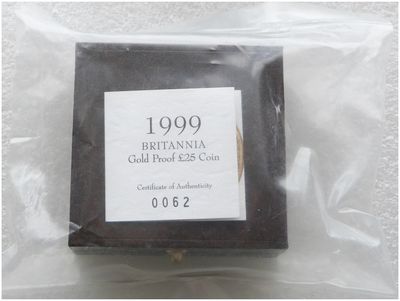 1999
BRITANNIA
Gold Proof £25 Coin
Certificate of Authenticity
0062